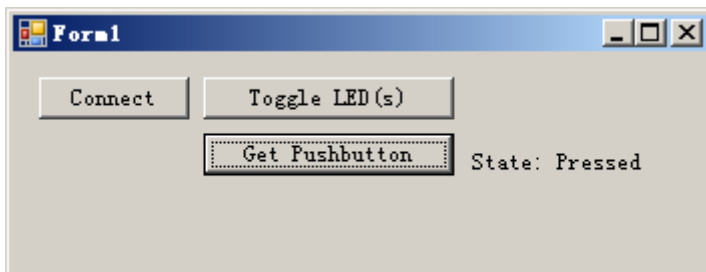 Form1
Connect
Toggle LED(s)
Get Pushbutton
State: Pressed